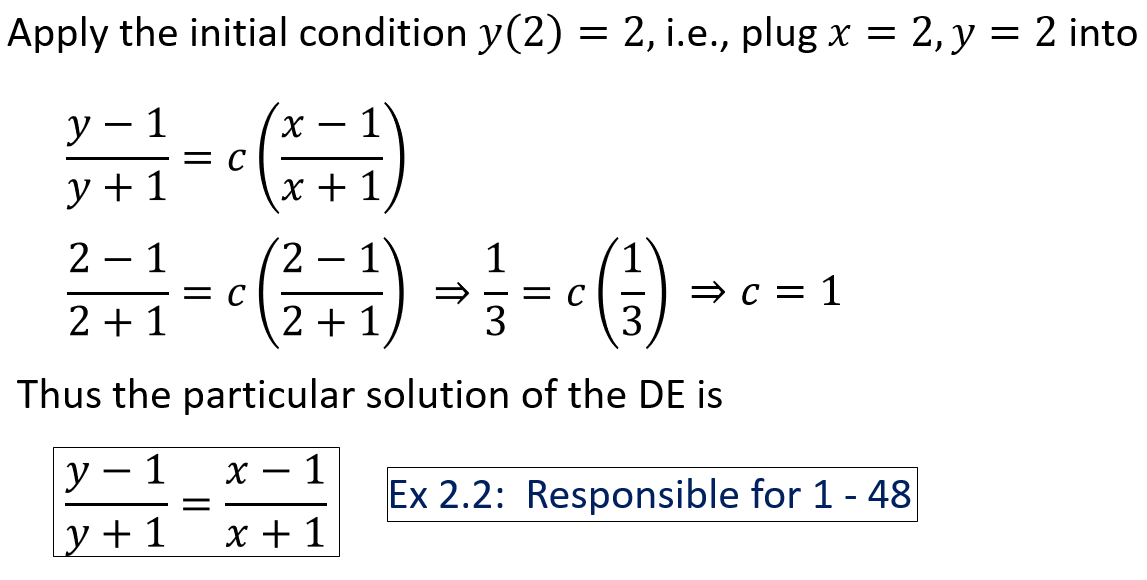 Apply the initial condition y(2) = 2, i.e., plug x = 2, y = 2 into
(y − 1)/(y + 1) = c((x − 1)/(x + 1))
(2 − 1)/(2 + 1) = c((2 − 1)/(2 + 1)) ⇒ 1/3 = c(1/3) ⇒ c = 1
Thus the particular solution of the DE is
(y − 1)/(y + 1) = (x − 1)/(x + 1)
Ex 2.2: Responsible for 1 - 48